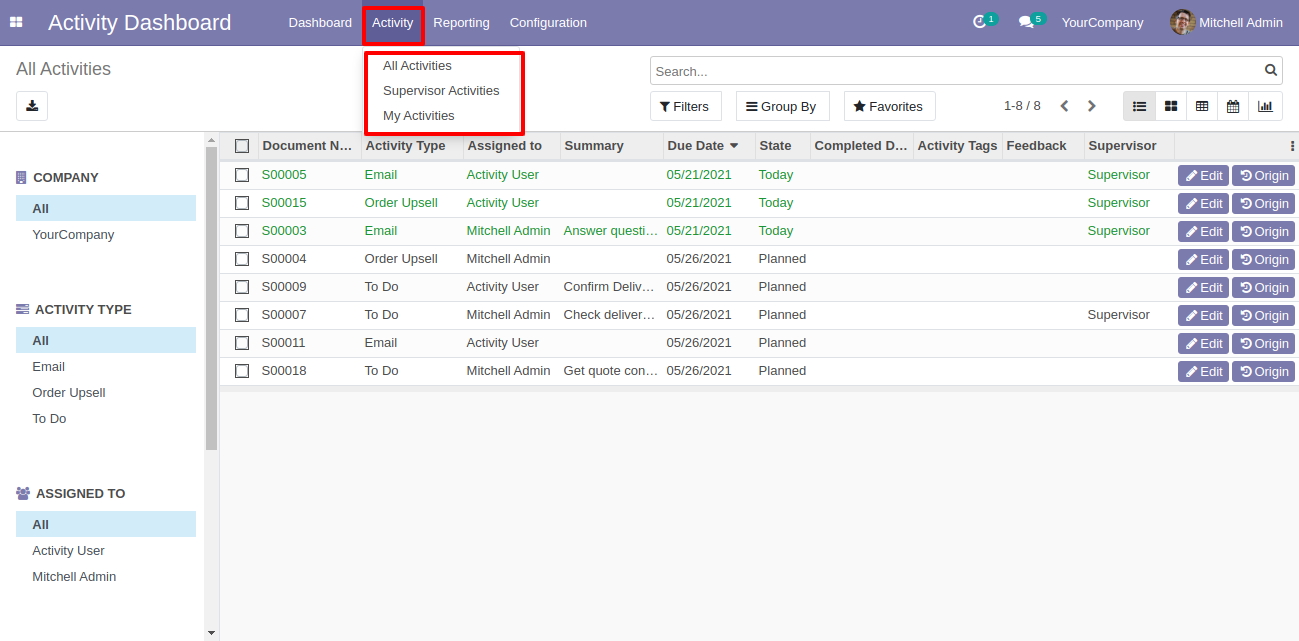 Activity Dashboard Dashboard Activity Reporting Configuration 1 5 YourCompany Mitchell Admin
All Activities
Search...
All Activities
Supervisor Activities
My Activities
Filters Group By Favorites 1-8 / 8
COMPANY
All
YourCompany
ACTIVITY TYPE
All
Email
Order Upsell
To Do
ASSIGNED TO
All
Activity User
Mitchell Admin
Document N... Activity Type Assigned to Summary Due Date State Completed D... Activity Tags Feedback Supervisor
S00005 Email Activity User 05/21/2021 Today Supervisor Edit Origin
S00015 Order Upsell Activity User 05/21/2021 Today Supervisor Edit Origin
S00003 Email Mitchell Admin Answer questi... 05/21/2021 Today Supervisor Edit Origin
S00004 Order Upsell Mitchell Admin 05/26/2021 Planned Edit Origin
S00009 To Do Activity User Confirm Deliv... 05/26/2021 Planned Edit Origin
S00007 To Do Mitchell Admin Check deliver... 05/26/2021 Planned Supervisor Edit Origin
S00011 Email Activity User 05/26/2021 Planned Edit Origin
S00018 To Do Mitchell Admin Get quote con... 05/26/2021 Planned Edit Origin